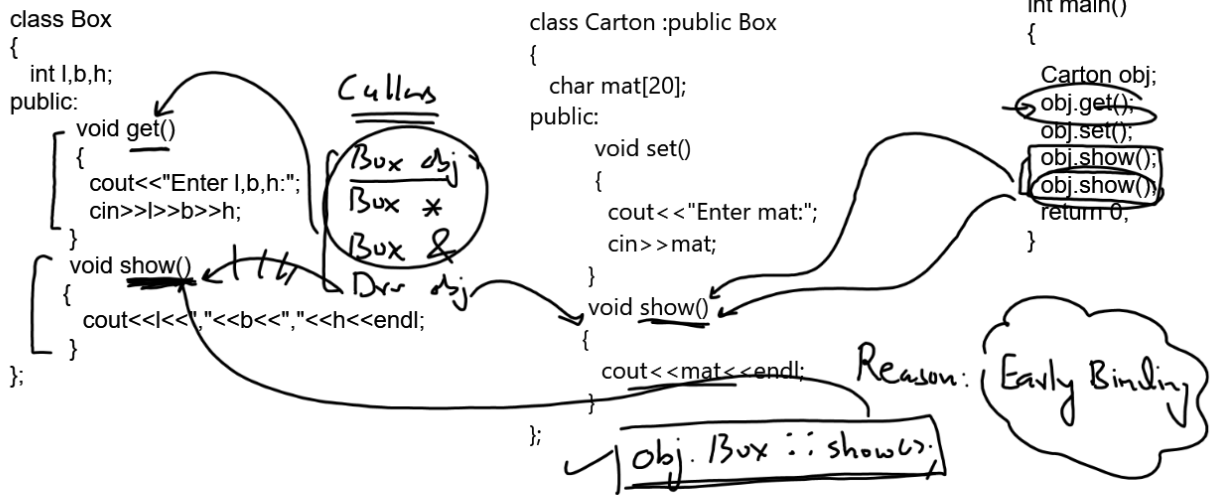 class Box
{
int l,b,h;
public:
void get()
{
cout<<"Enter l,b,h:";
cin>>l>>b>>h;
}
void show()
{
cout<<l<<","<<b<<","<<h<<endl;
}
};
Callers
Box obj
Box *
Box &
Drv obj
class Carton :public Box
{
char mat[20];
public:
void set()
{
cout<<"Enter mat:";
cin>>mat;
}
void show()
{
cout<<mat<<endl;
}
};
obj. Box :: show();
int main()
{
Carton obj;
obj.get();
obj.set();
obj.show();
obj.show();
return 0;
}
Reason: Early Binding